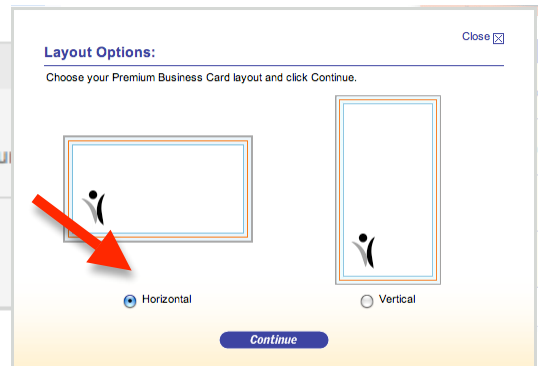 Close
Layout Options:
Choose your Premium Business Card layout and click Continue.
Horizontal
Vertical
Continue